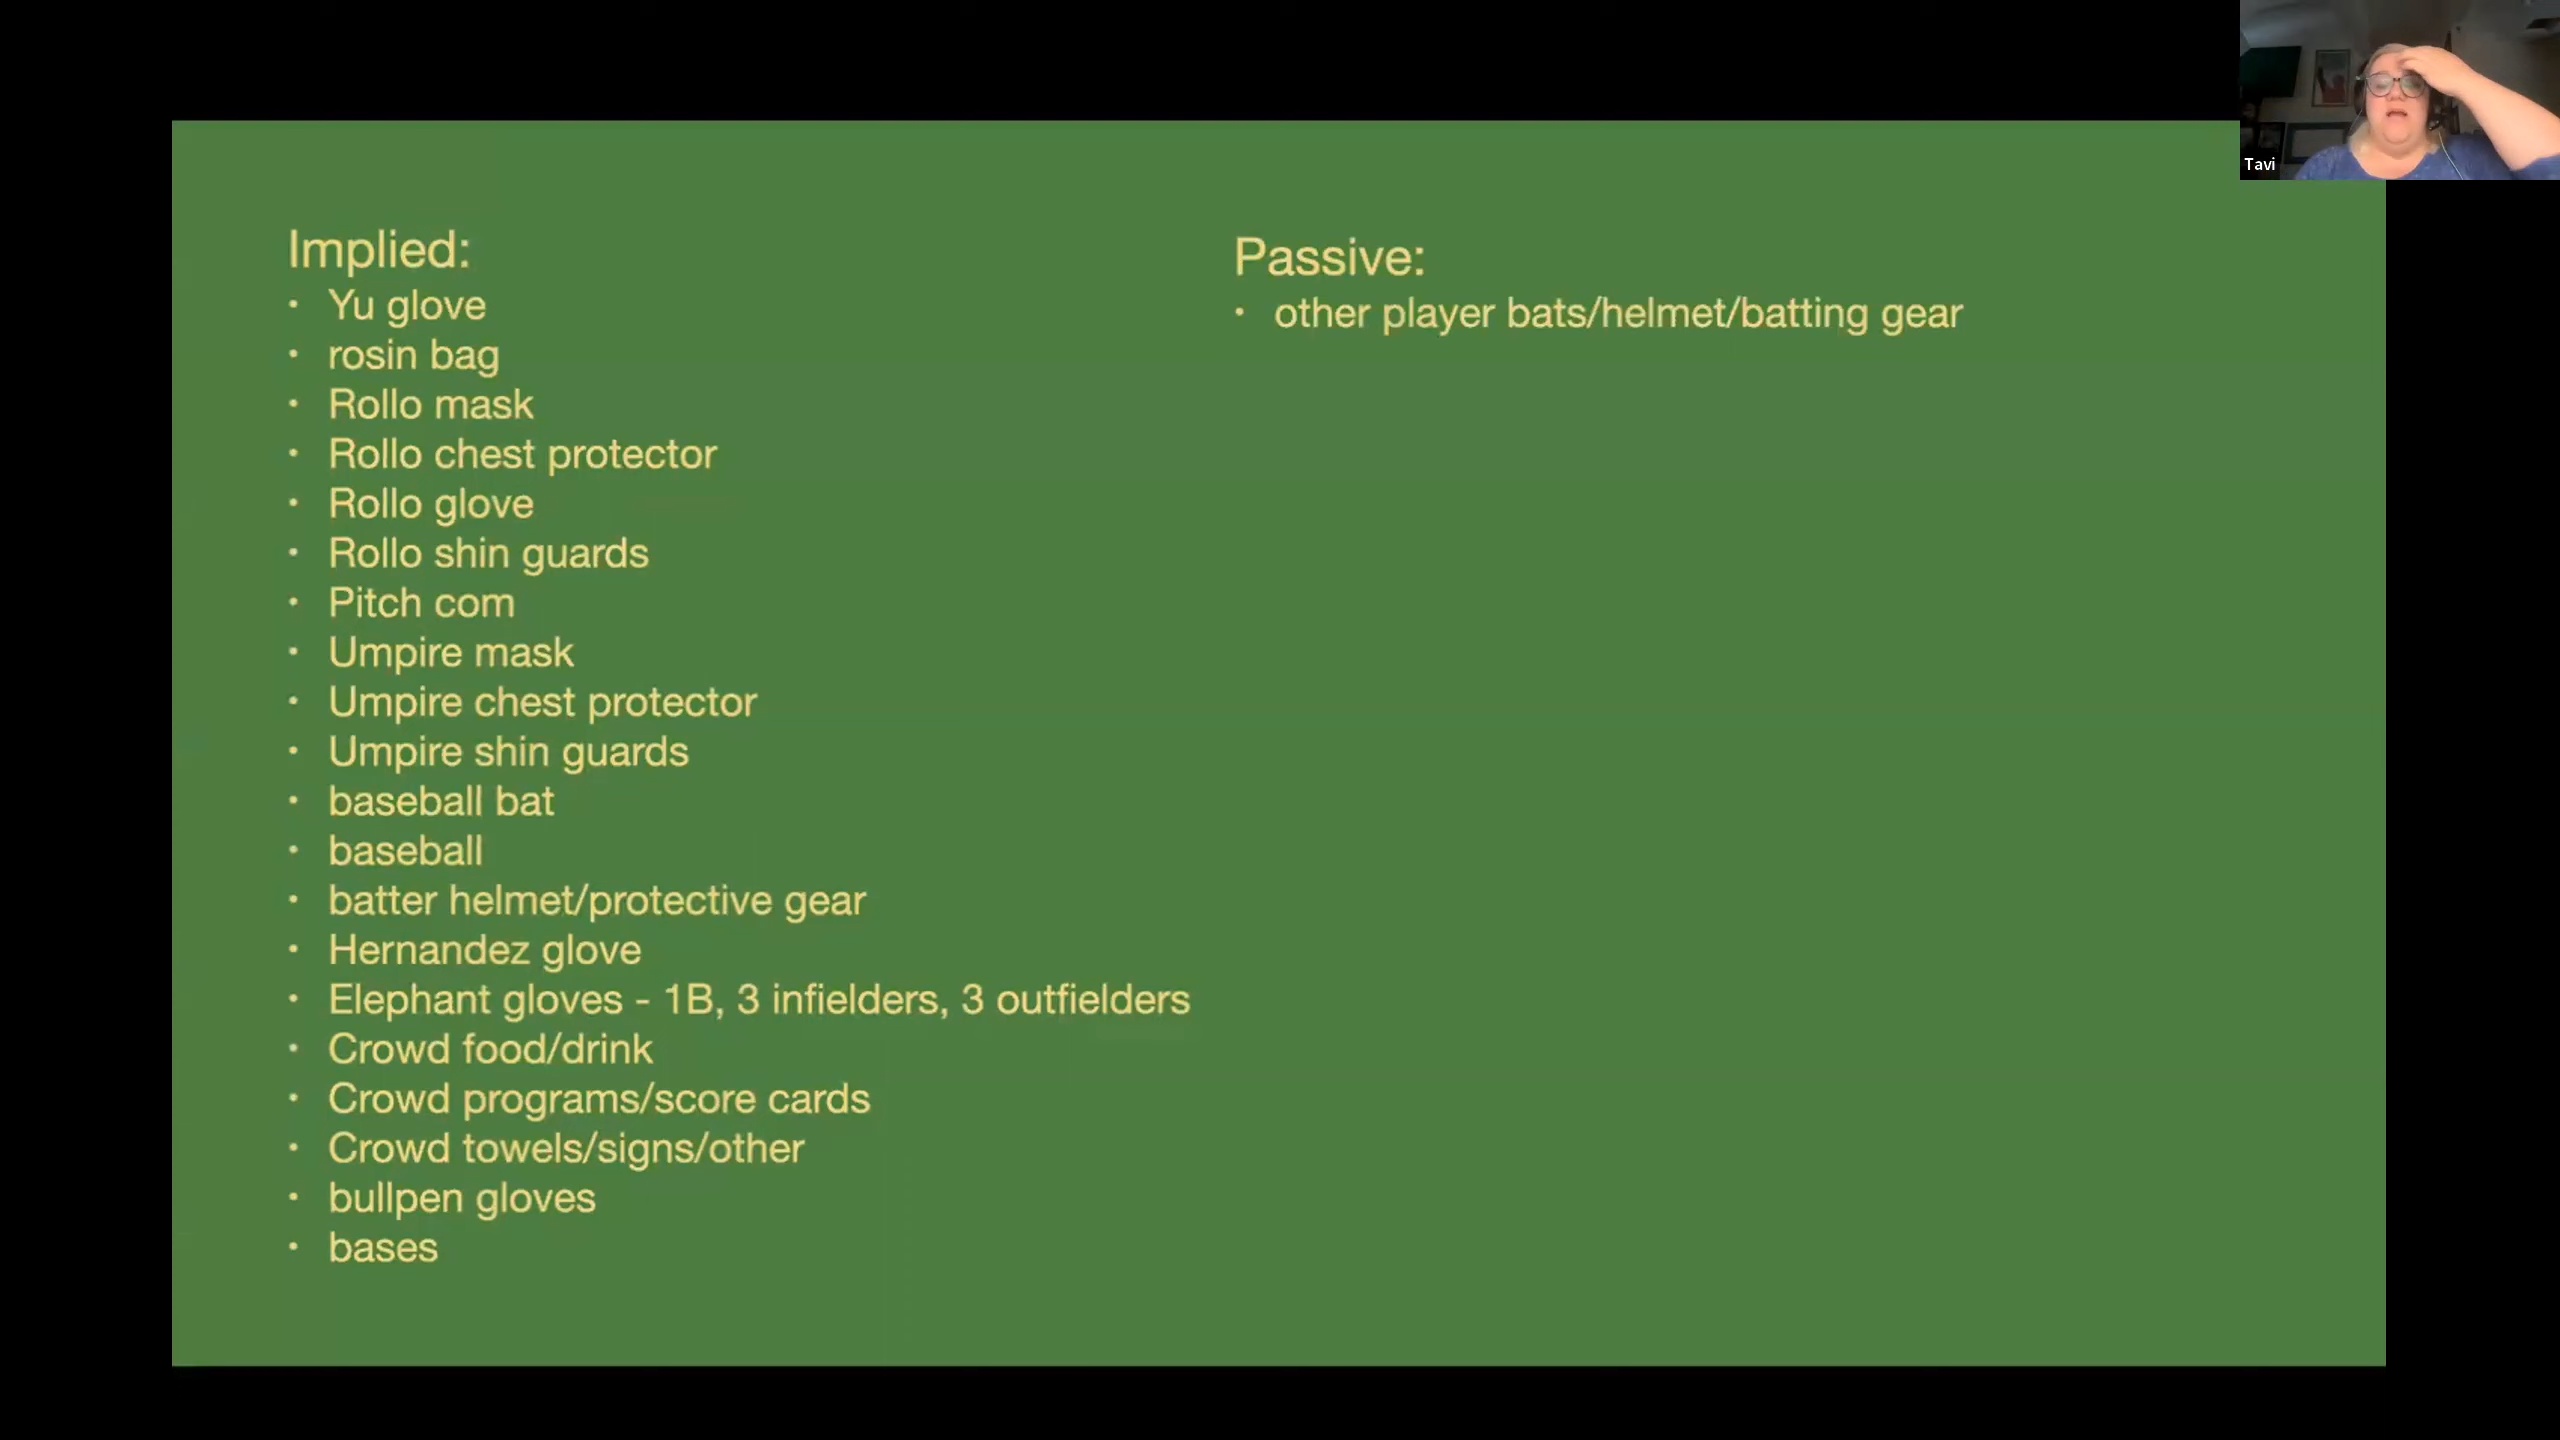 Implied:
• Yu glove
• rosin bag
• Rollo mask
• Rollo chest protector
• Rollo glove
• Rollo shin guards
• Pitch com
• Umpire mask
• Umpire chest protector
• Umpire shin guards
• baseball bat
• baseball
• batter helmet/protective gear
• Hernandez glove
• Elephant gloves - 1B, 3 infielders, 3 outfielders
• Crowd food/drink
• Crowd programs/score cards
• Crowd towels/signs/other
• bullpen gloves
• bases
Passive:
• other player bats/helmet/batting gear
Tavi